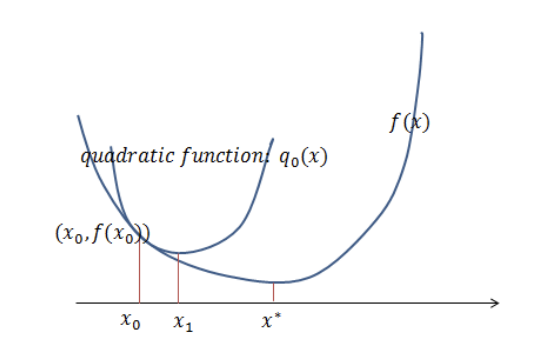 f(x)
quadratic function: q₀(x)
(x₀,f(x₀))
x₀ x₁ x*